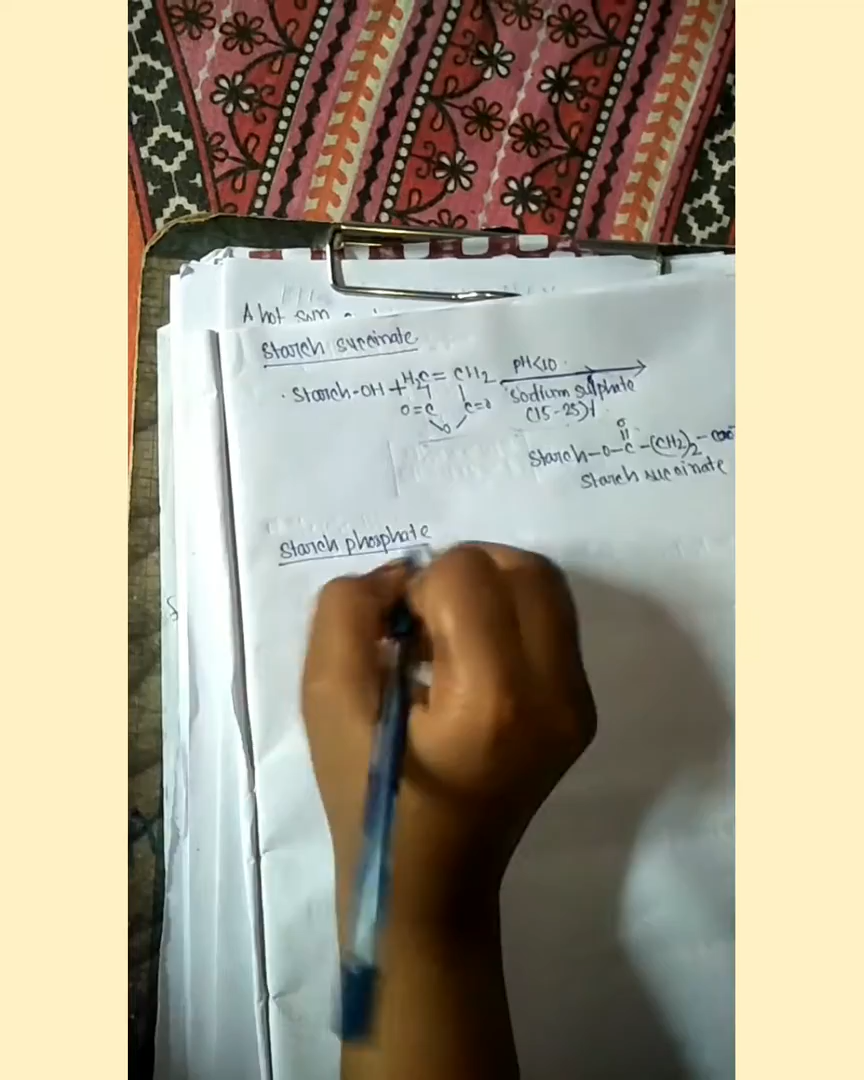 A hot
Starch succinate
Starch-OH + H2C = CH2 pH<10
O=C C=O Sodium sulphate
O (15-25)
O
Starch-O-C-(CH2)2-COO
Starch succinate
Starch phosphate